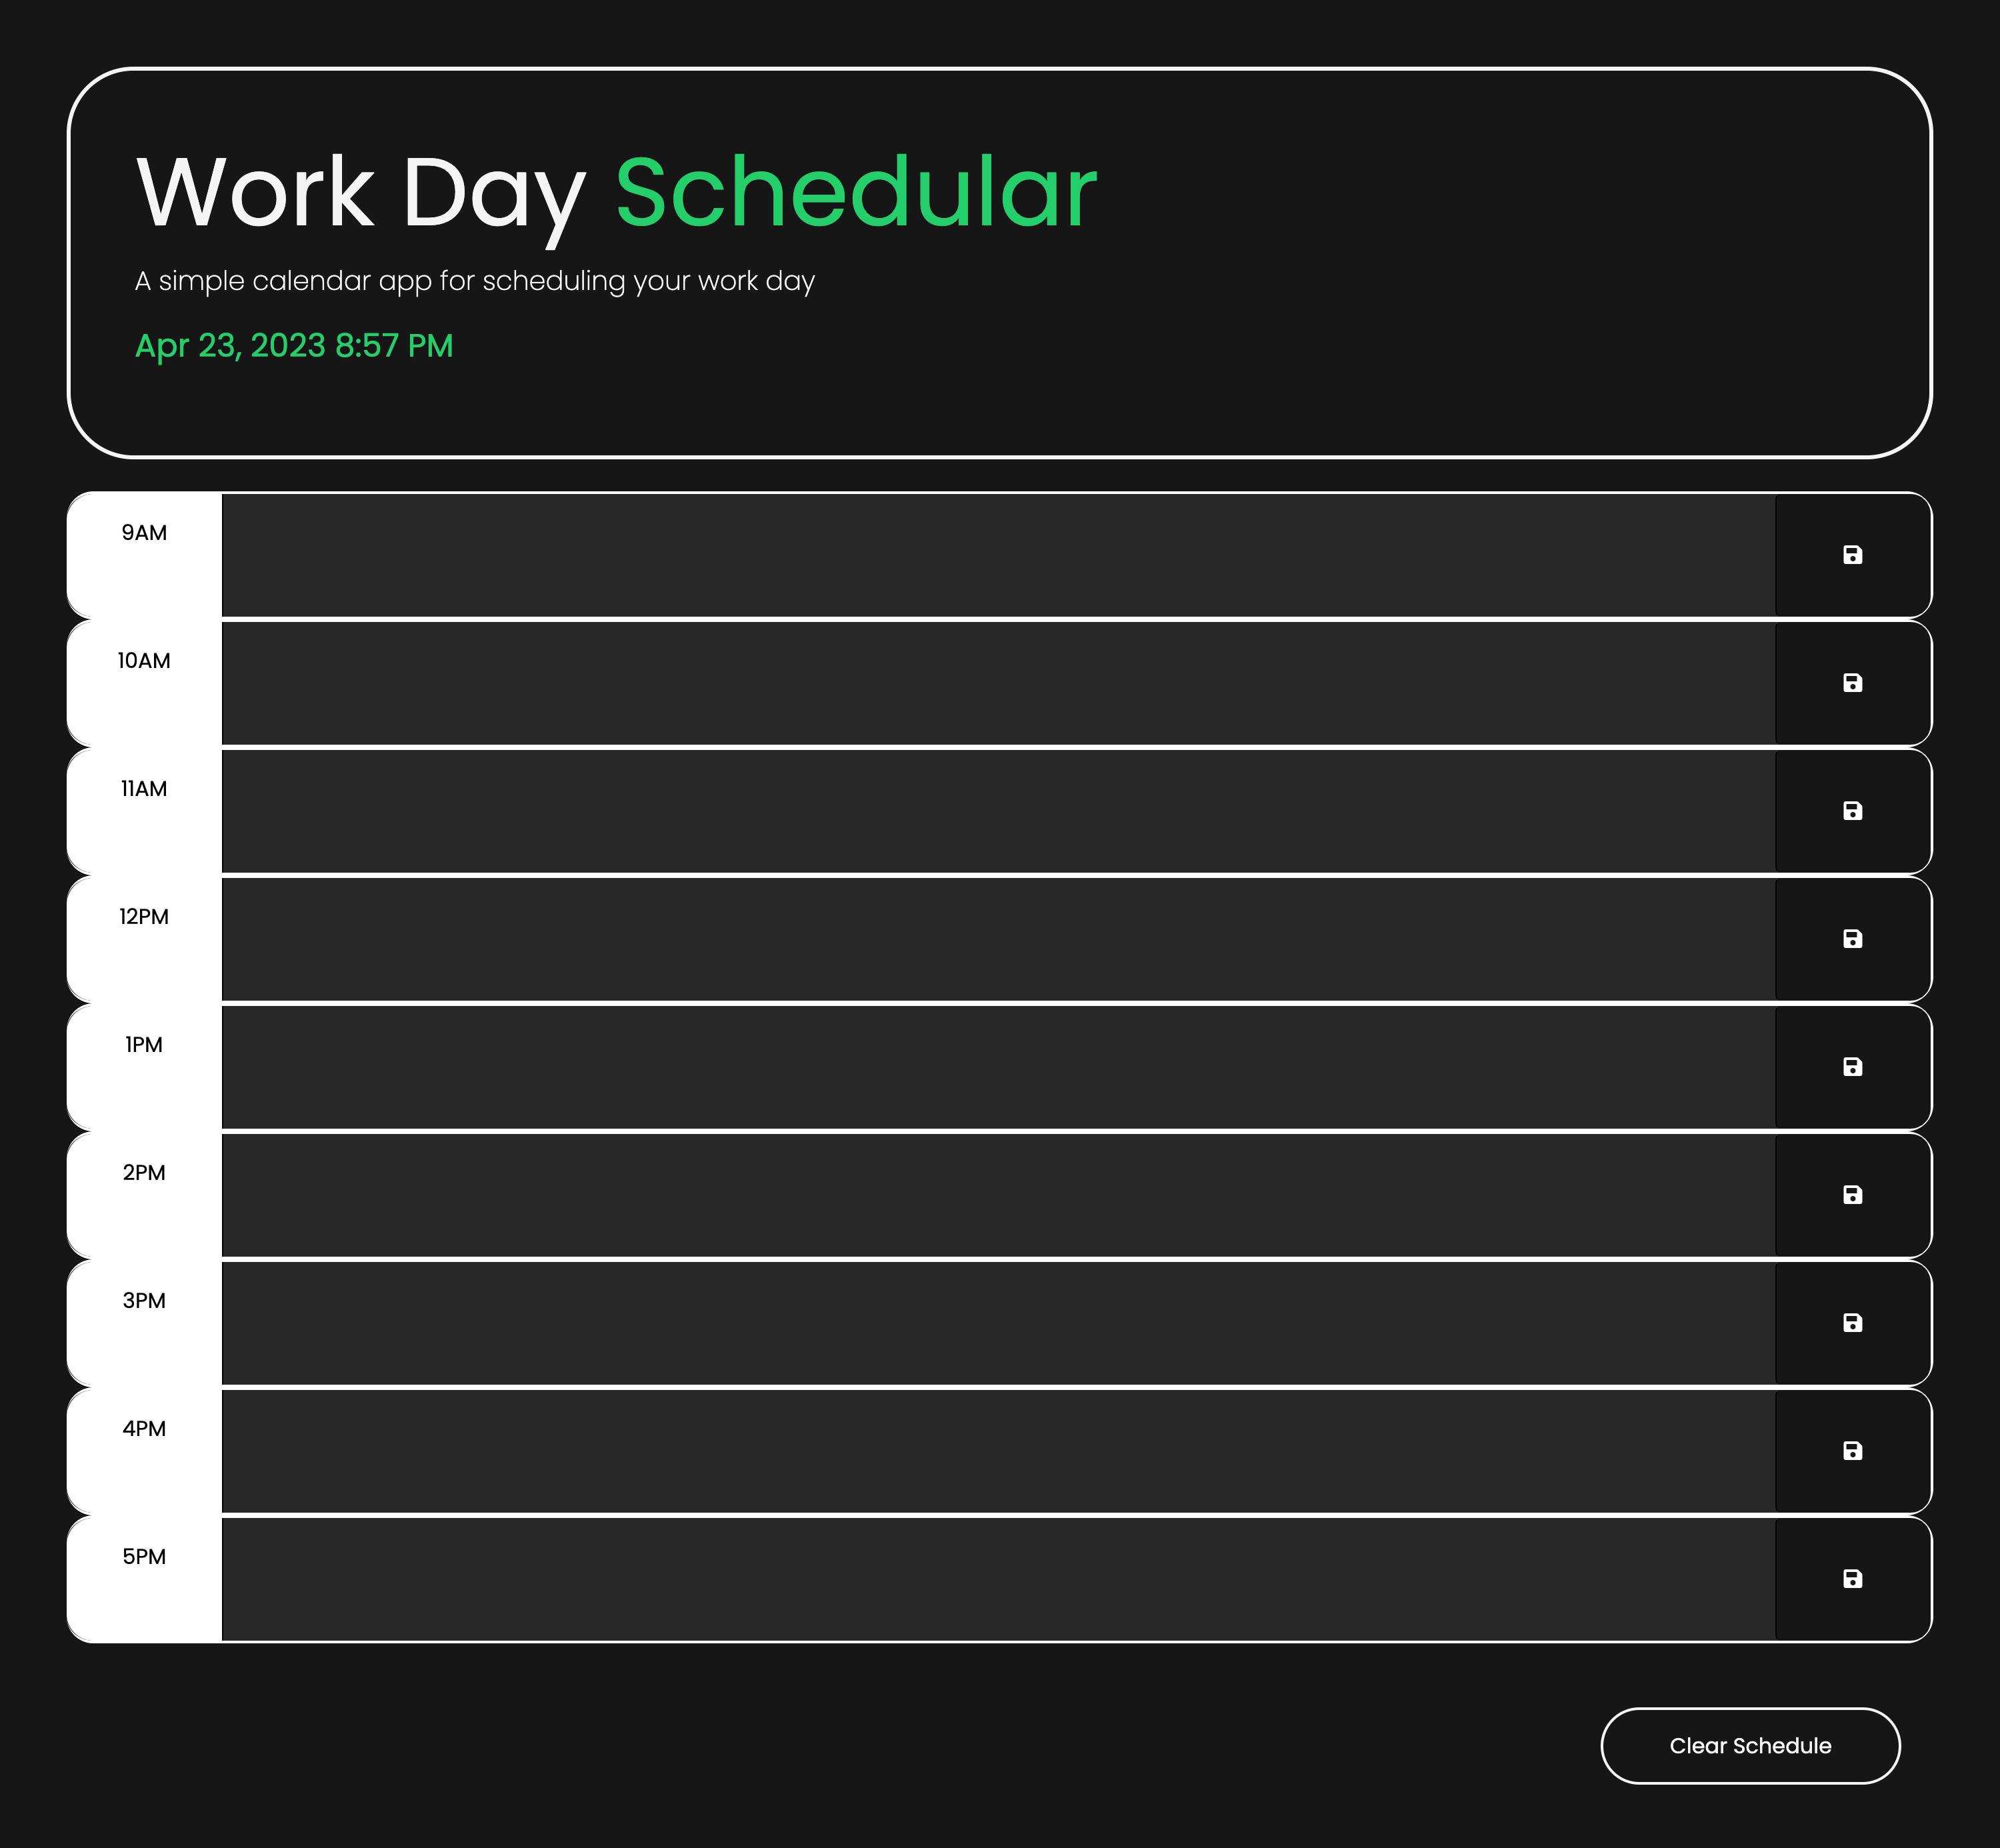 Work Day Schedular
A simple calendar app for scheduling your work day
Apr 23, 2023 8:57 PM
9AM
10AM
11AM
12PM
1PM
2PM
3PM
4PM
5PM
Clear Schedule